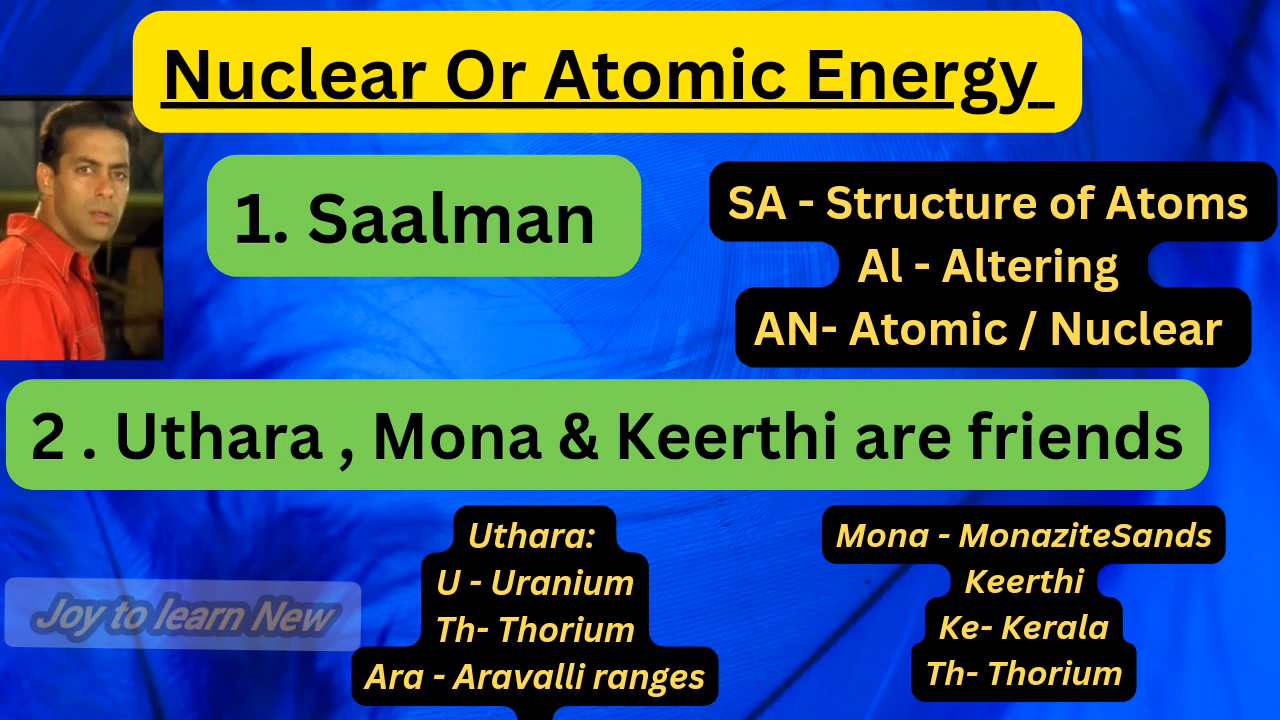 Nuclear Or Atomic Energy
1. Saalman
SA - Structure of Atoms
Al - Altering
AN- Atomic / Nuclear
2 . Uthara , Mona & Keerthi are friends
Uthara:
U - Uranium
Th- Thorium
Ara - Aravalli ranges
Mona - MonaziteSands
Keerthi
Ke- Kerala
Th- Thorium
Joy to learn New